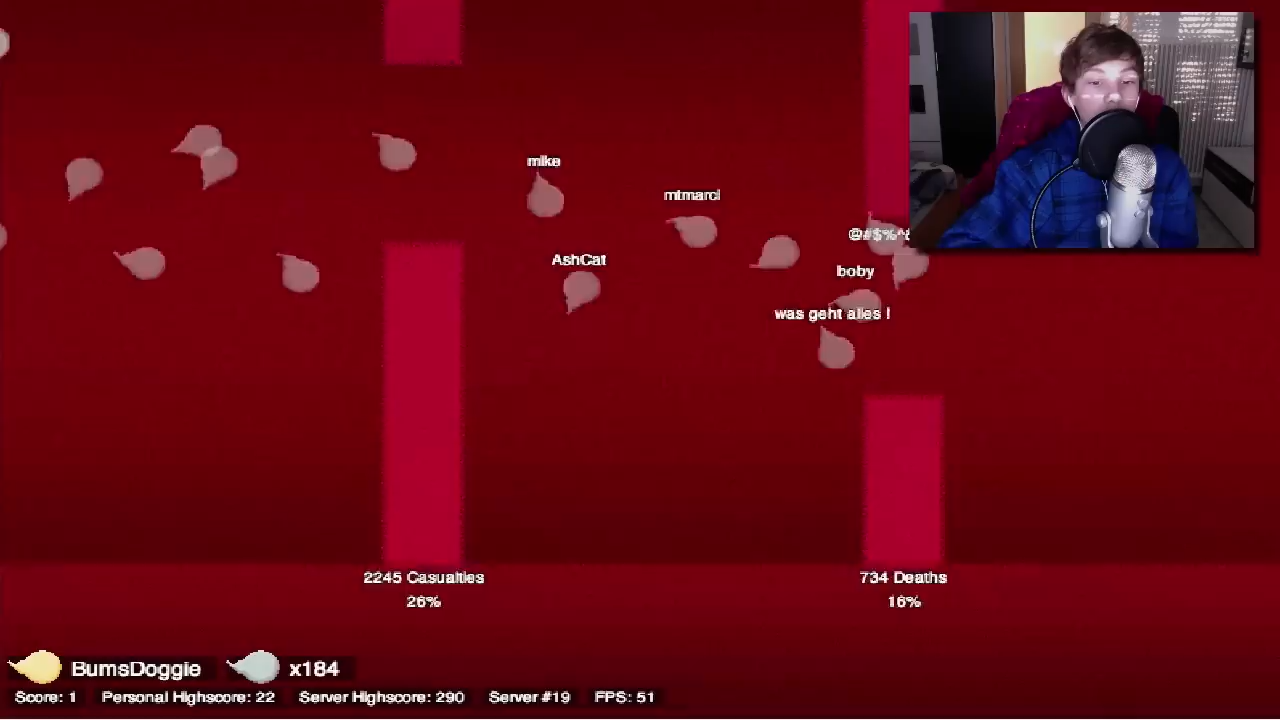 mike
mtmarci
@#$%^&
AshCat
boby
was geht alles !
2245 Casualties
734 Deaths
26%
16%
BumsDoggie
x184
Score: 1
Personal Highscore: 22
Server Highscore: 290
Server #19
FPS: 51